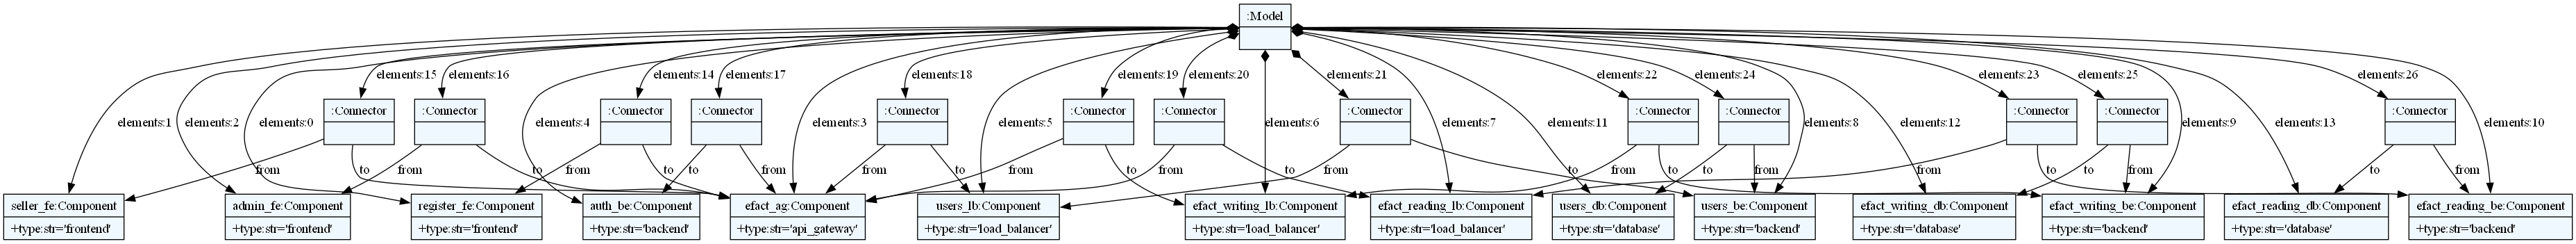 :Model
elements:15
elements:16
elements:14
elements:17
elements:18
elements:19
elements:20
elements:21
elements:22
elements:24
elements:23
elements:25
elements:26
:Connector
:Connector
:Connector
:Connector
:Connector
:Connector
:Connector
:Connector
:Connector
:Connector
:Connector
:Connector
:Connector
elements:1
elements:2
elements:0
elements:4
elements:3
elements:5
elements:6
elements:7
elements:11
elements:8
elements:12
elements:9
elements:13
elements:10
from
to
from
to
from
to
to
from
from
to
from
to
from
to
from
to
from
to
to
from
from
to
to
from
to
from
seller_fe:Component
+type:str='frontend'
admin_fe:Component
+type:str='frontend'
register_fe:Component
+type:str='frontend'
auth_be:Component
+type:str='backend'
efact_ag:Component
+type:str='api_gateway'
users_lb:Component
+type:str='load_balancer'
efact_writing_lb:Component
+type:str='load_balancer'
efact_reading_lb:Component
+type:str='load_balancer'
users_db:Component
+type:str='database'
users_be:Component
+type:str='backend'
efact_writing_db:Component
+type:str='database'
efact_writing_be:Component
+type:str='backend'
efact_reading_db:Component
+type:str='database'
efact_reading_be:Component
+type:str='backend'